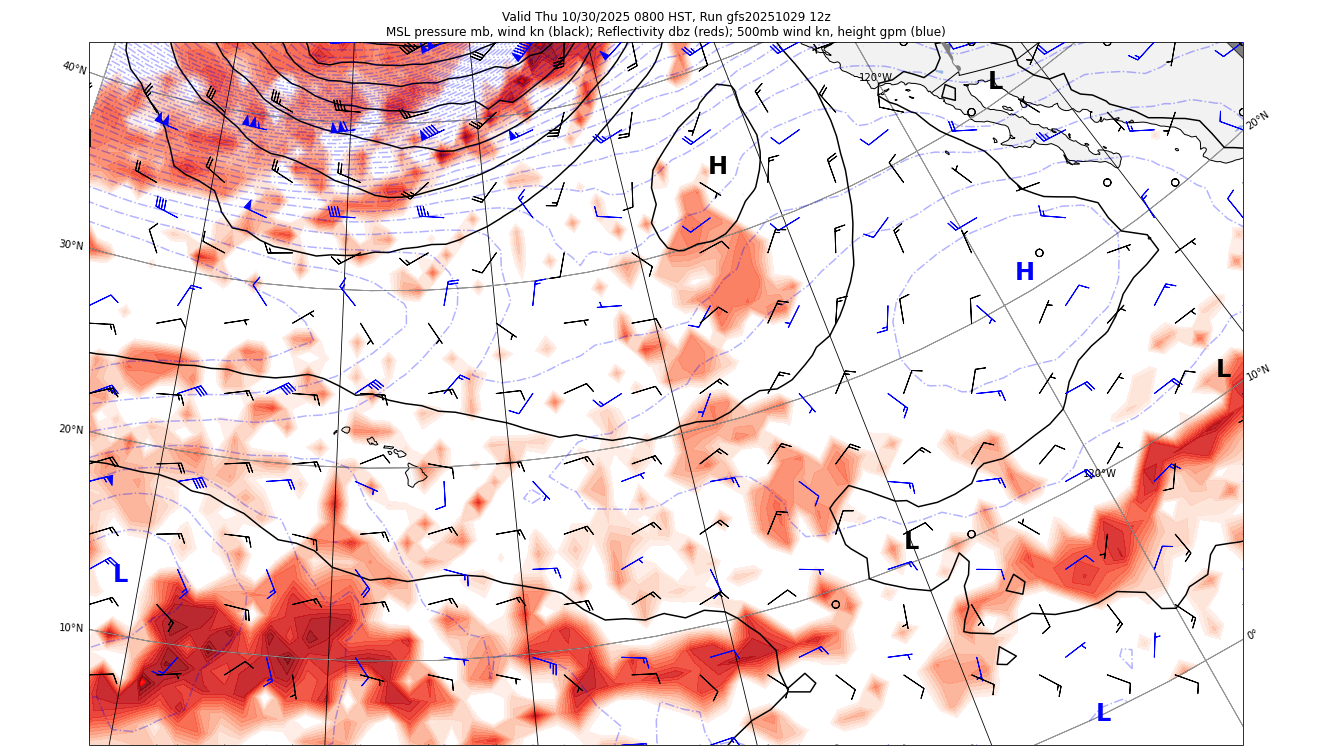 Valid Thu 10/30/2025 0800 HST, Run gfs20251029 12z
MSL pressure mb, wind kn (black); Reflectivity dbz (reds); 500mb wind kn, height gpm (blue)
40°N
120°W
L
20°N
H
30°N
H
L
10°N
20°N
120°W
L
L
10°N
0°
L